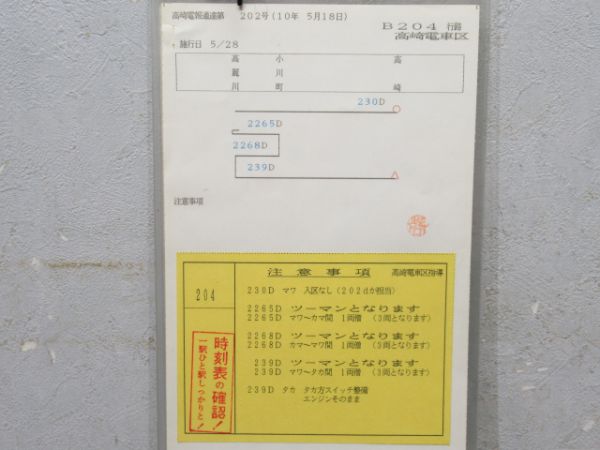 高崎電報通達第 202号(10年 5月18日)
B204 行路
高崎電車区
施行日 5/28
高麗川
小川町
高崎
230D
2265D
2268D
239D
注意事項
204
注意事項 高崎電車区指導
230D マワ 入区なし(202dが担当)
2265D ツーマンとなります
2265D マワ～カマ間 1両増 (3両となります)
2268D ツーマンとなります
2268D カマ～マワ間 1両増 (3両となります)
239D ツーマンとなります
239D マワ～タカ間 1両増 (3両となります)
239D タカ タカ方スイッチ整備
エンジンそのまま
時刻表の確認!
一駅ひと駅しっかりと!